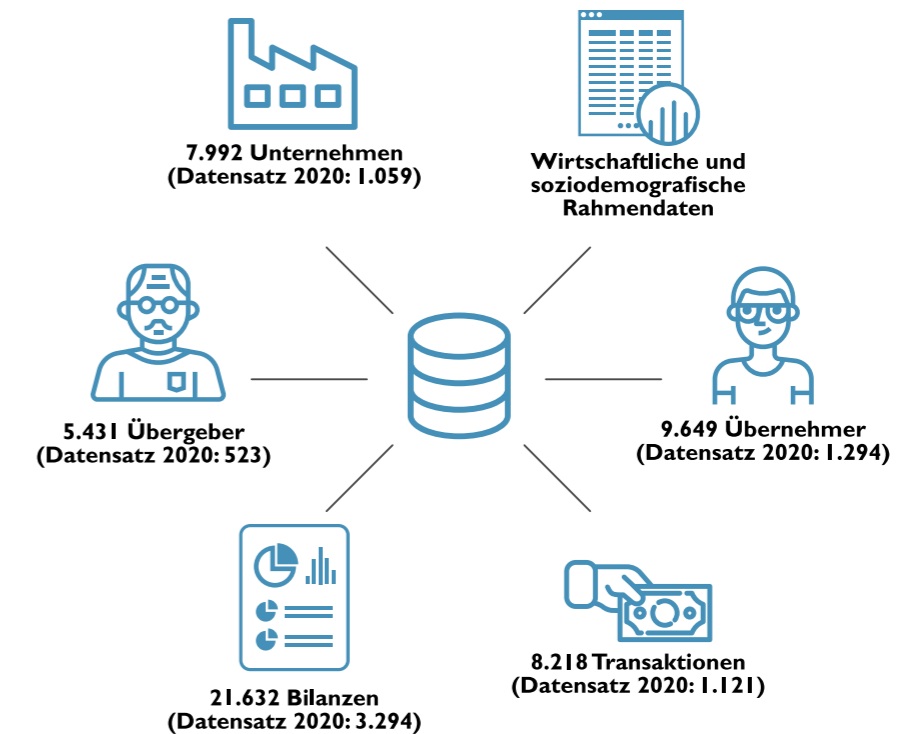 7.992 Unternehmen
(Datensatz 2020: 1.059)
Wirtschaftliche und
soziodemografische
Rahmendaten
5.431 Übergeber
(Datensatz 2020: 523)
9.649 Übernehmer
(Datensatz 2020: 1.294)
21.632 Bilanzen
(Datensatz 2020: 3.294)
8.218 Transaktionen
(Datensatz 2020: 1.121)